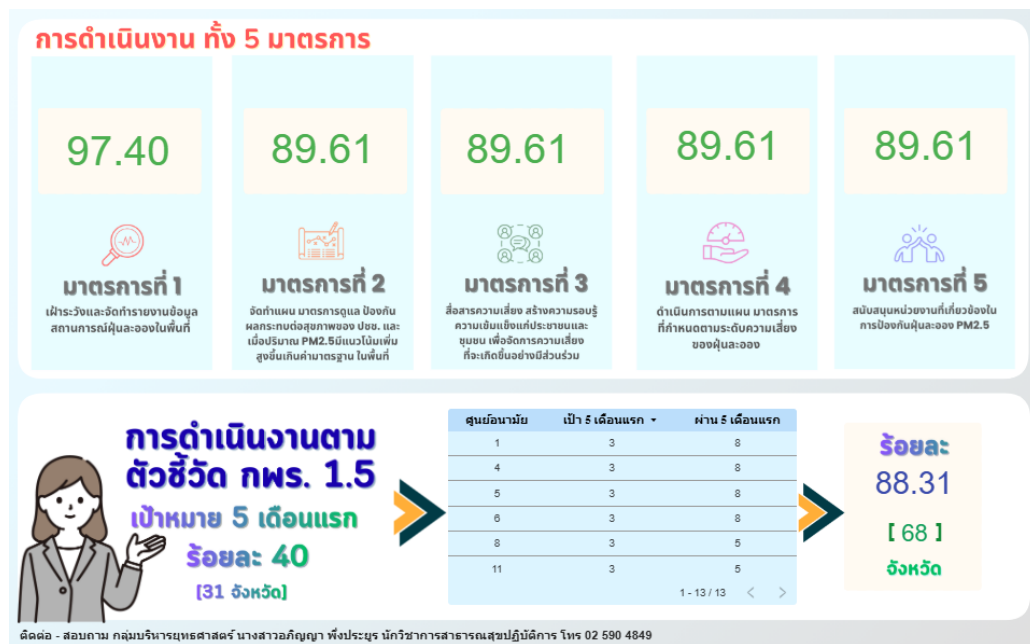 การดำเนินงาน ทั้ง 5 มาตรการ
97.40
89.61
89.61
89.61
89.61
มาตรการที่ 1
เฝ้าระวังและจัดทำรายงานข้อมูล
สถานการณ์ฝุ่นละอองในพื้นที่
มาตรการที่ 2
จัดทำแผน มาตรการดูแล ป้องกัน
ผลกระทบต่อสุขภาพของ ปชช. และ
เมื่อปริมาณ PM2.5มีแนวโน้มเพิ่ม
สูงขึ้นเกินค่ามาตรฐาน ในพื้นที่
มาตรการที่ 3
สื่อสารความเสี่ยง สร้างความรอบรู้
ความเข้มแข็งแก่ประชาชนและ
ชุมชน เพื่อจัดการความเสี่ยง
ที่จะเกิดขึ้นอย่างมีส่วนร่วม
มาตรการที่ 4
ดำเนินการตามแผน มาตรการ
ที่กำหนดตามระดับความเสี่ยง
ของฝุ่นละออง
มาตรการที่ 5
สนับสนุนหน่วยงานที่เกี่ยวข้องใน
การป้องกันฝุ่นละออง PM2.5
การดำเนินงานตาม
ตัวชี้วัด กพร. 1.5
เป้าหมาย 5 เดือนแรก
ร้อยละ 40
[31 จังหวัด]
ศูนย์อนามัย เป้า 5 เดือนแรก ผ่าน 5 เดือนแรก
1 3 8
4 3 8
5 3 8
6 3 8
8 3 5
11 3 5
1 - 13 / 13
ร้อยละ
88.31
[ 68 ]
จังหวัด
ติดต่อ - สอบถาม กลุ่มบริหารยุทธศาสตร์ นางสาวอภิญญา พึ่งประยูร นักวิชาการสาธารณสุขปฏิบัติการ โทร 02 590 4849